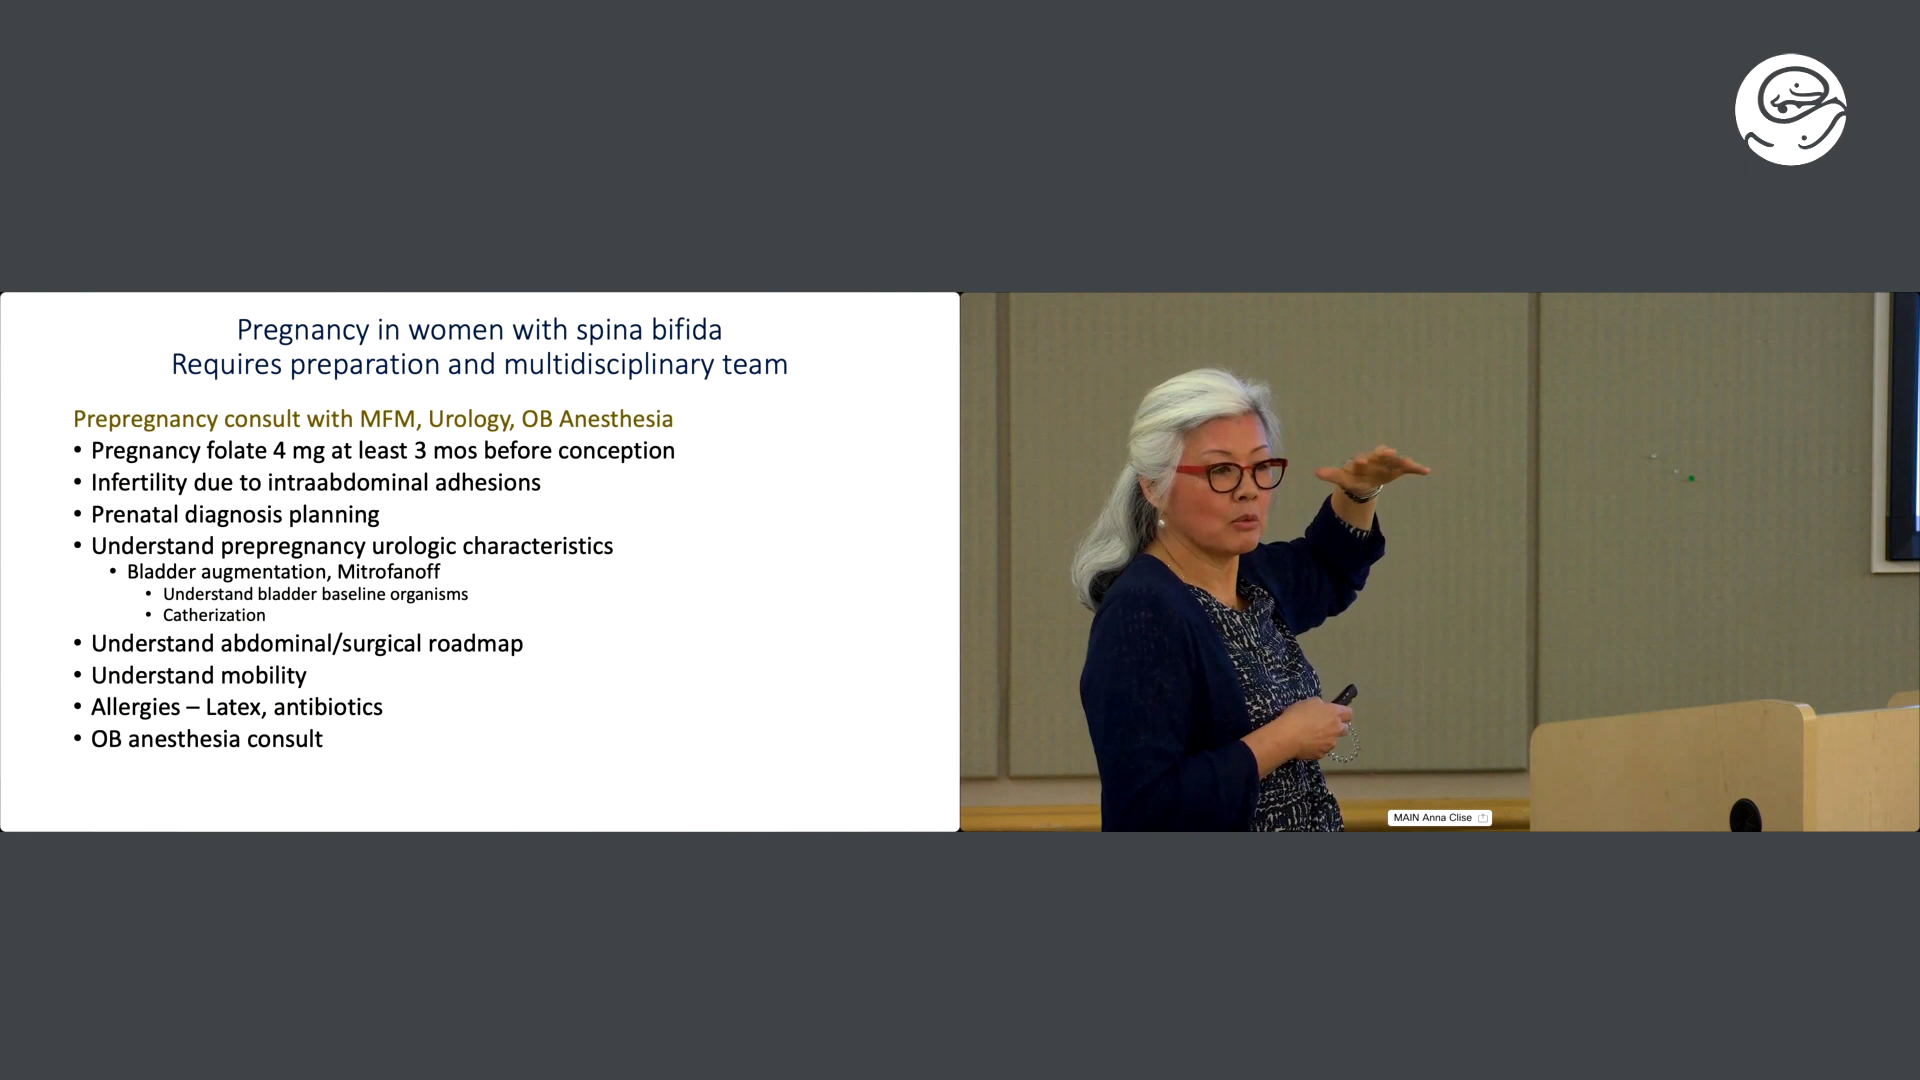 Pregnancy in women with spina bifida
Requires preparation and multidisciplinary team
Prepregnancy consult with MFM, Urology, OB Anesthesia
• Pregnancy folate 4 mg at least 3 mos before conception
• Infertility due to intraabdominal adhesions
• Prenatal diagnosis planning
• Understand prepregnancy urologic characteristics
• Bladder augmentation, Mitrofanoff
• Understand bladder baseline organisms
• Catherization
• Understand abdominal/surgical roadmap
• Understand mobility
• Allergies – Latex, antibiotics
• OB anesthesia consult
MAIN Anna Clise